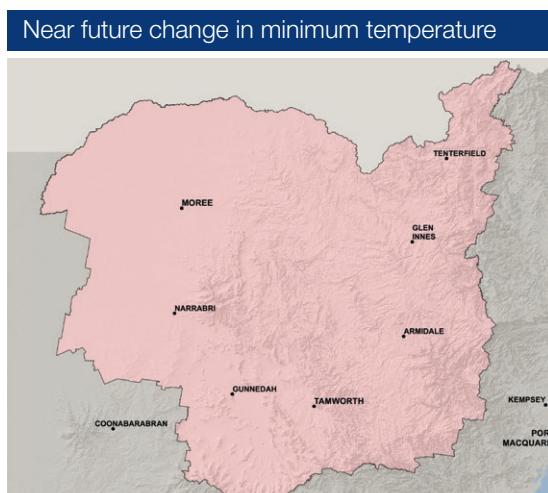 Near future change in minimum temperature
TENTERFIELD
MOREE
GLEN
INNES
NARRABRI
ARMIDALE
GUNNEDAH
TAMWORTH
KEMPSEY
COONABARABRAN
POR
MACQUAR